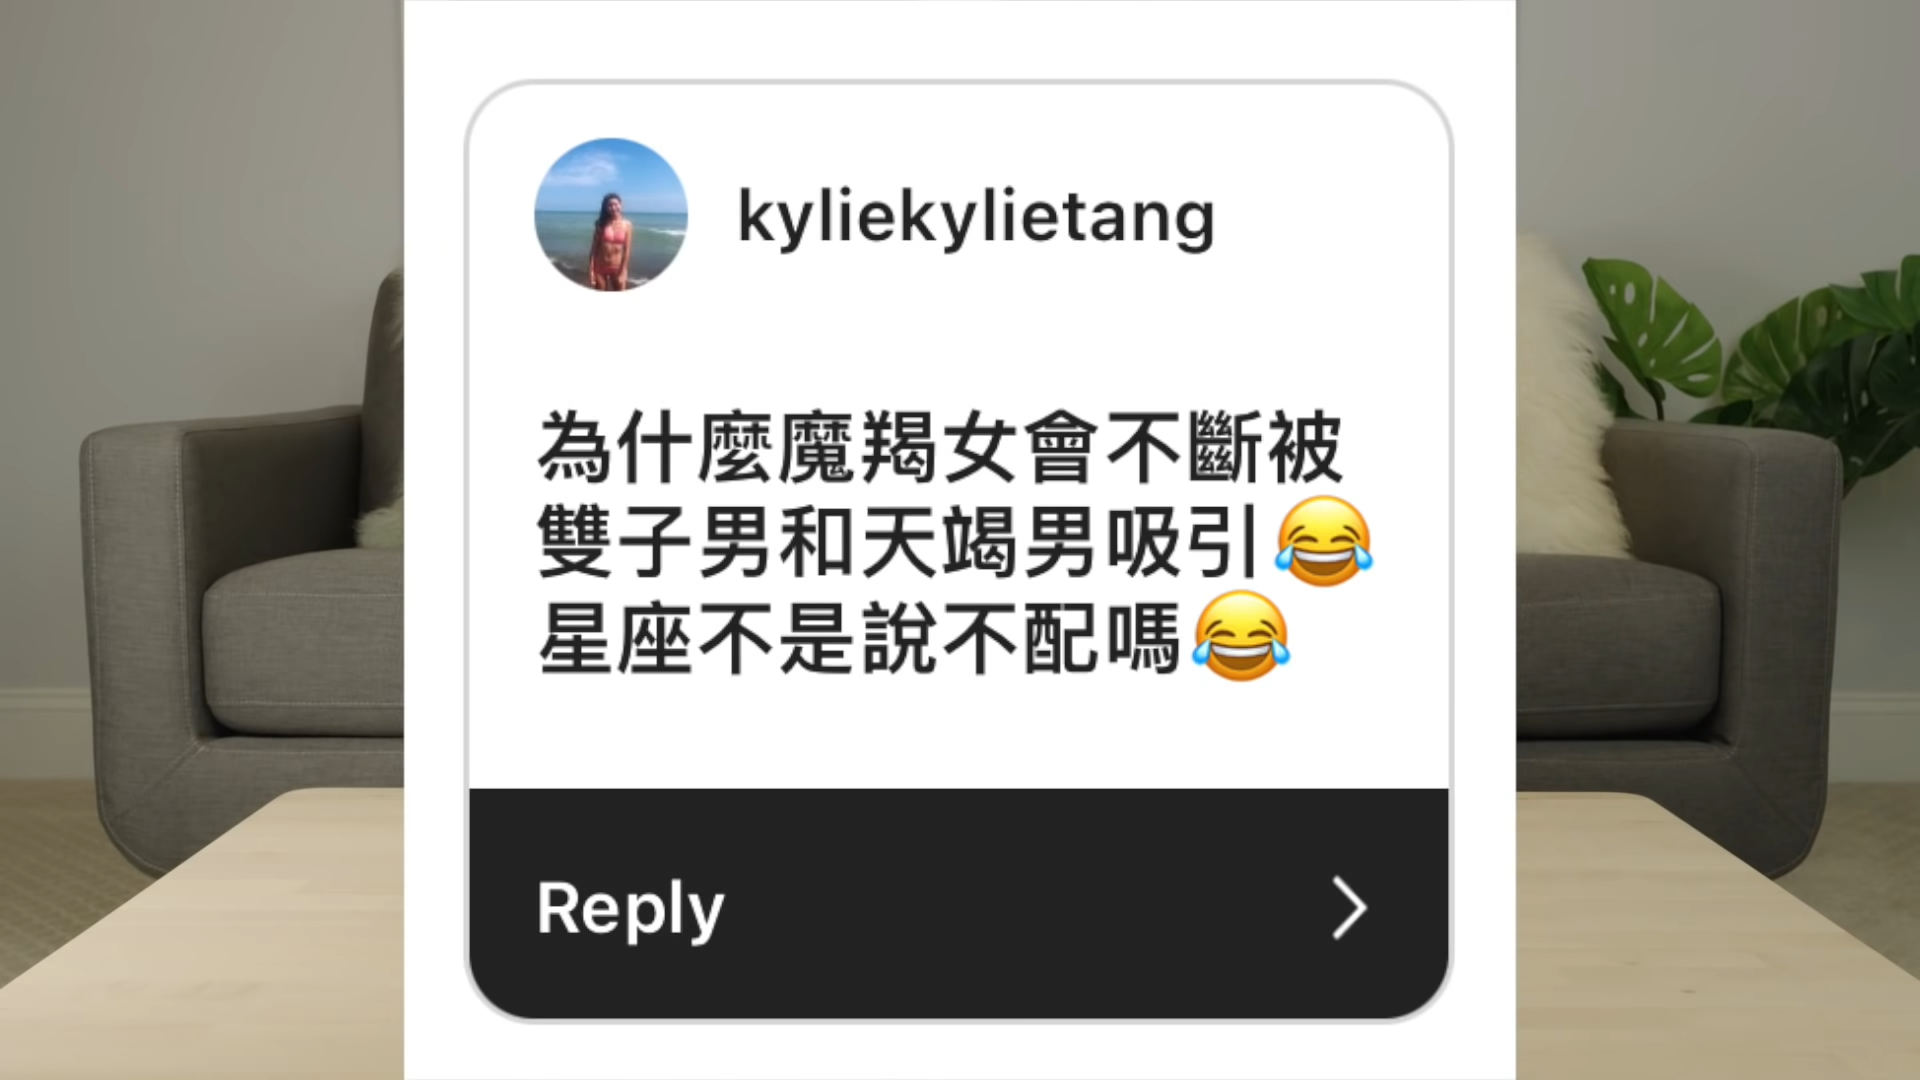 kyliekylietang
為什麼魔羯女會不斷被
雙子男和天竭男吸引😂
星座不是說不配嗎😂
Reply